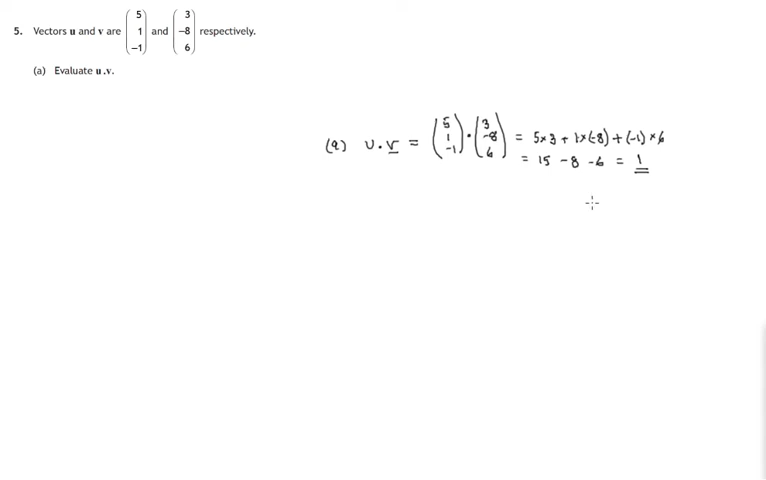 5. Vectors u and v are (5 1 −1) and (3 −8 6) respectively.
(a) Evaluate u.v.
(a) u . v = (5 1 -1) . (3 -8 6) = 5×3 + 1×(-8) + (-1)×6
= 15 - 8 - 6 = 1